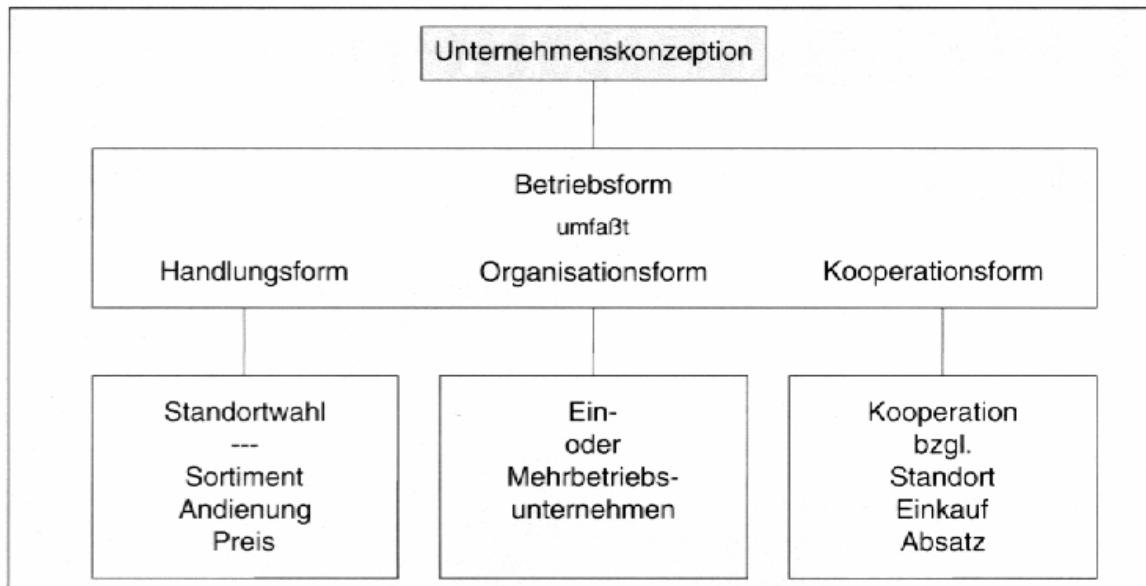 Unternehmenskonzeption
Betriebsform
umfaßt
Handlungsform Organisationsform Kooperationsform
Standortwahl
---
Sortiment
Andienung
Preis
Ein-
oder
Mehrbetriebs-
unternehmen
Kooperation
bzgl.
Standort
Einkauf
Absatz